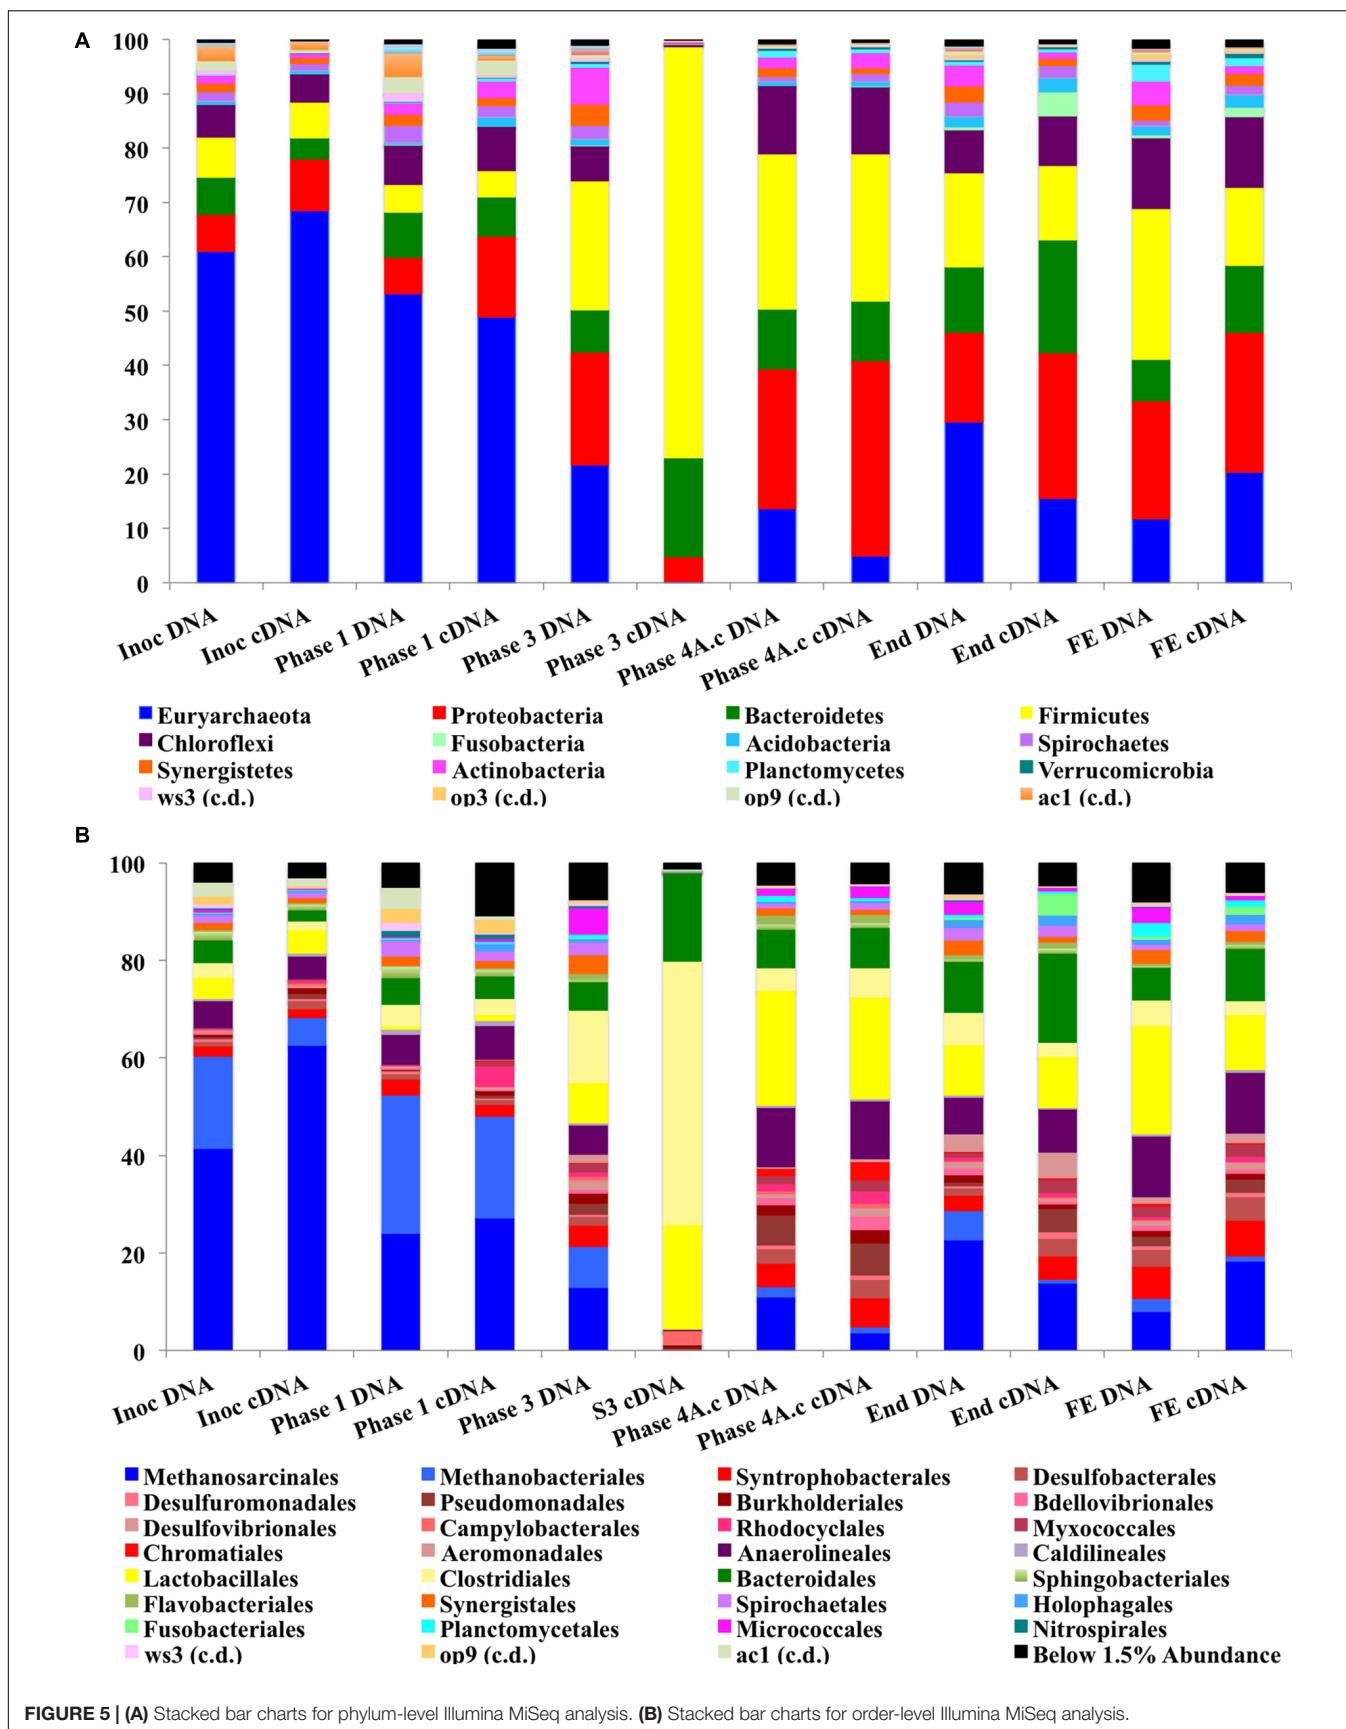 A
100
90
80
70
60
50
40
30
20
10
0
Inoc DNA
Inoc cDNA
Phase 1 DNA
Phase 1 cDNA
Phase 3 DNA
Phase 3 cDNA
Phase 4A.c DNA
Phase 4A.c cDNA
End DNA
End cDNA
FE DNA
FE cDNA
Euryarchaeota Proteobacteria Bacteroidetes Firmicutes
Chloroflexi Fusobacteria Acidobacteria Spirochaetes
Synergistetes Actinobacteria Planctomycetes Verrucomicrobia
ws3 (c.d.) op3 (c.d.) op9 (c.d.) ac1 (c.d.)
B
100
80
60
40
20
0
Inoc DNA
Inoc cDNA
Phase 1 DNA
Phase 1 cDNA
Phase 3 DNA
S3 cDNA
Phase 4A.c DNA
Phase 4A.c cDNA
End DNA
End cDNA
FE DNA
FE cDNA
Methanosarcinales Methanobacteriales Syntrophobacterales Desulfobacterales
Desulfuromonadales Pseudomonadales Burkholderiales Bdellovibrionales
Desulfovibrionales Campylobacterales Rhodocyclales Myxococcales
Chromatiales Aeromonadales Anaerolineales Caldilineales
Lactobacillales Clostridiales Bacteroidales Sphingobacteriales
Flavobacteriales Synergistales Spirochaetales Holophagales
Fusobacteriales Planctomycetales Micrococcales Nitrospirales
ws3 (c.d.) op9 (c.d.) ac1 (c.d.) Below 1.5% Abundance
FIGURE 5 | (A) Stacked bar charts for phylum-level Illumina MiSeq analysis. (B) Stacked bar charts for order-level Illumina MiSeq analysis.